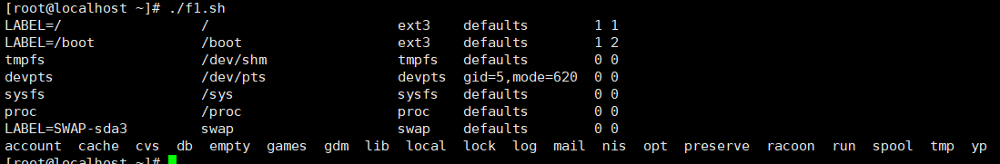 [root@localhost ~]# ./f1.sh
LABEL=/ / ext3 defaults 1 1
LABEL=/boot /boot ext3 defaults 1 2
tmpfs /dev/shm tmpfs defaults 0 0
devpts /dev/pts devpts gid=5,mode=620 0 0
sysfs /sys sysfs defaults 0 0
proc /proc proc defaults 0 0
LABEL=SWAP-sda3 swap swap defaults 0 0
account cache cvs db empty games gdm lib local lock log mail nis opt preserve racoon run spool tmp yp
[root@localhost ~]#